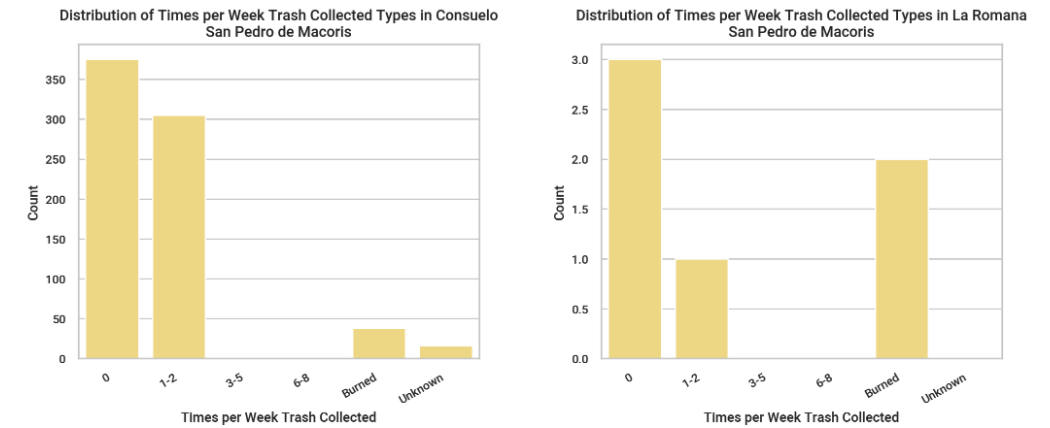 Distribution of Times per Week Trash Collected Types in Consuelo
San Pedro de Macoris
350
300
250
200
150
100
50
0
Count
0
1-2
3-5
6-8
Burned
Unknown
Times per Week Trash Collected
Distribution of Times per Week Trash Collected Types in La Romana
San Pedro de Macoris
3.0
2.5
2.0
1.5
1.0
0.5
0.0
Count
0
1-2
3-5
6-8
Burned
Unknown
Times per Week Trash Collected